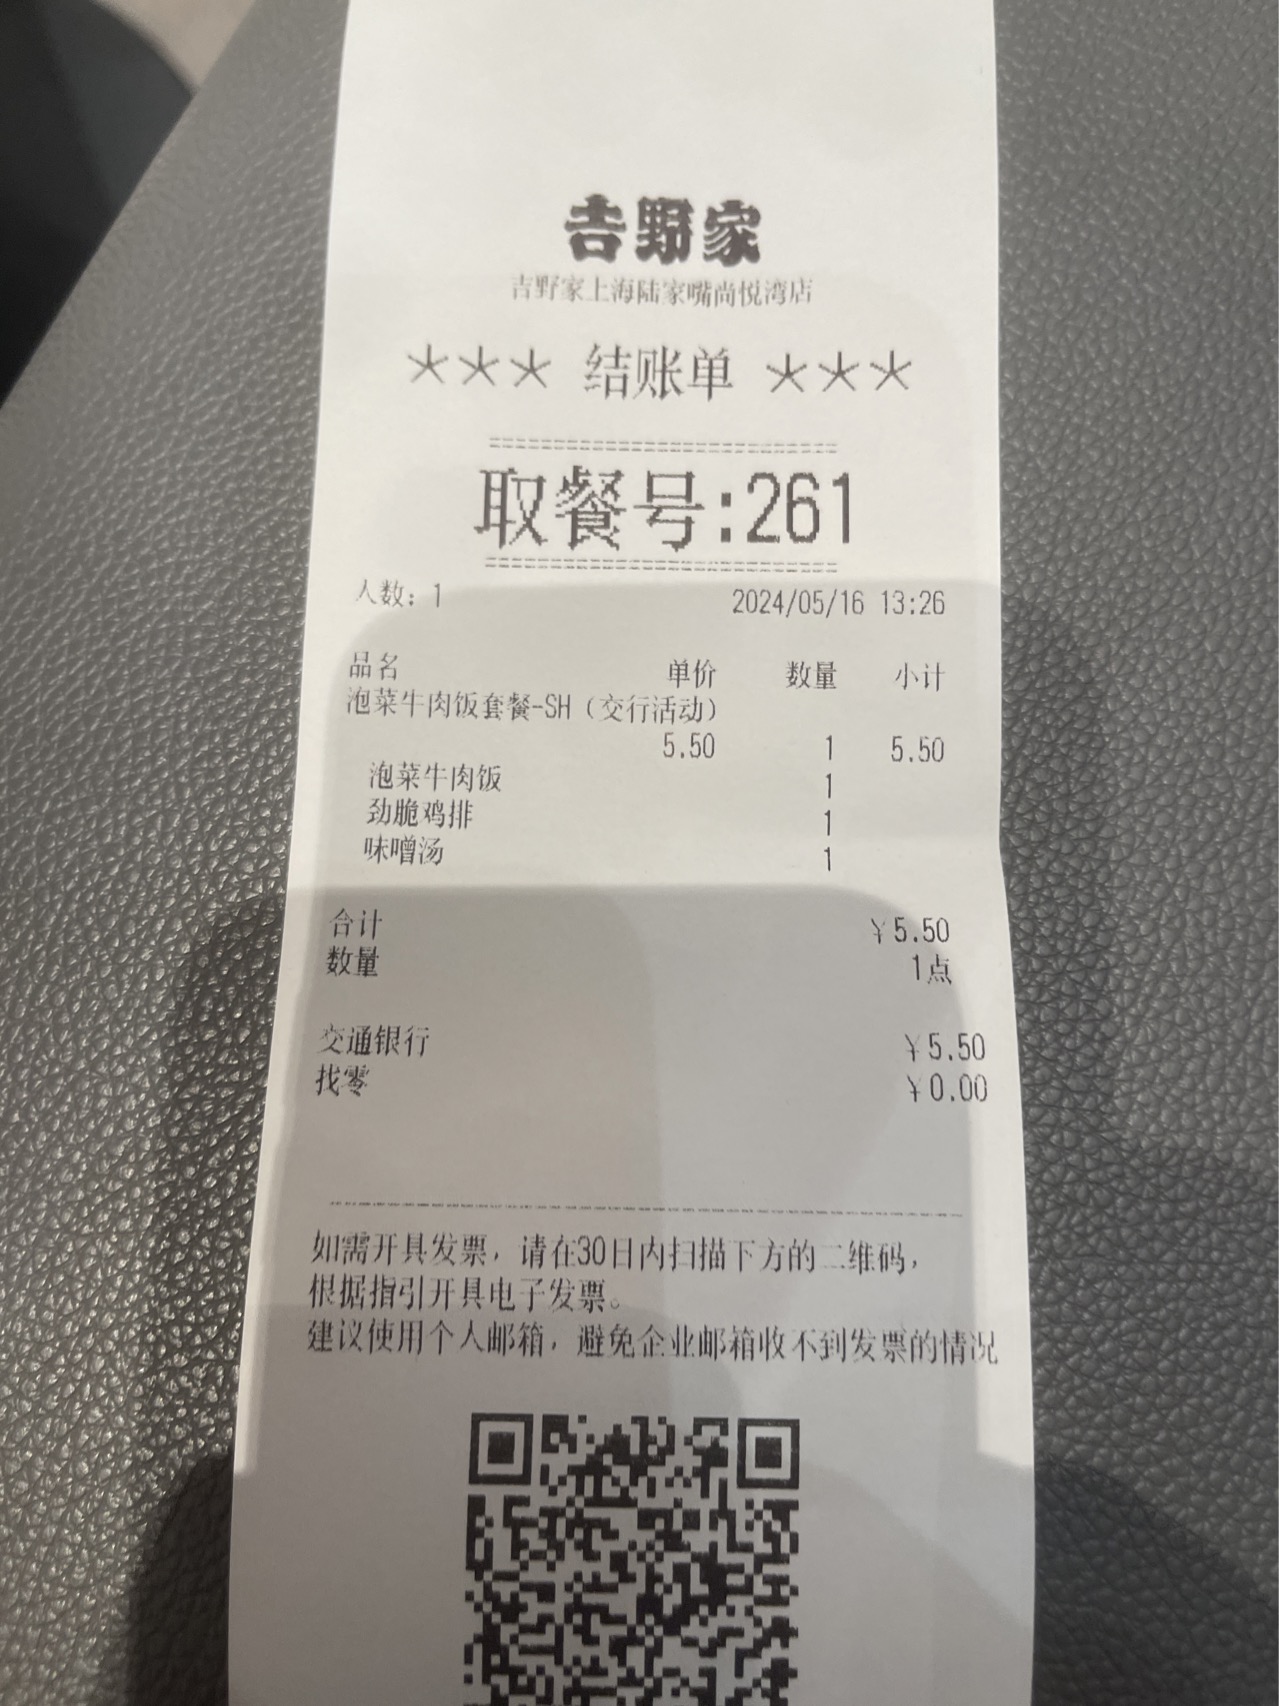 吉野家
吉野家上海陆家嘴尚悦湾店
*** 结账单 ***
取餐号:261
人数: 1 2024/05/16 13:26
品名 单价 数量 小计
泡菜牛肉饭套餐-SH（交行活动）
5.50 1 5.50
泡菜牛肉饭 1
劲脆鸡排 1
味噌汤 1
合计 ¥5.50
数量 1点
交通银行 ¥5.50
找零 ¥0.00
如需开具发票，请在30日内扫描下方的二维码，
根据指引开具电子发票。
建议使用个人邮箱，避免企业邮箱收不到发票的情况